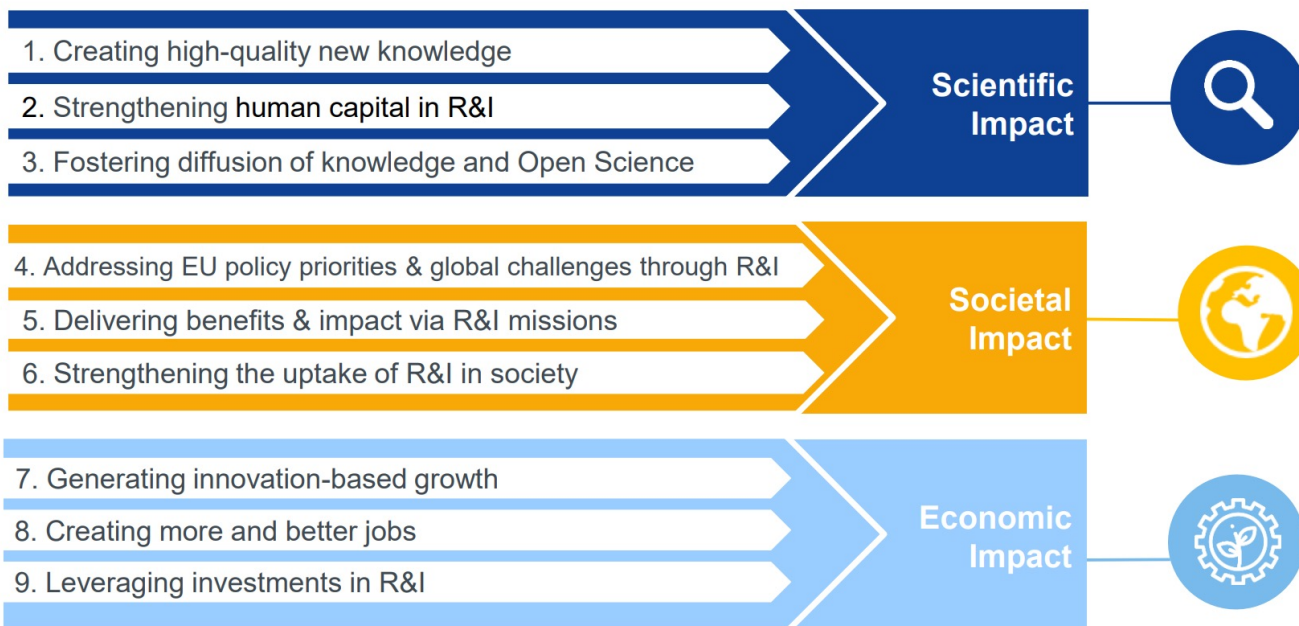 1. Creating high-quality new knowledge
2. Strengthening human capital in R&I
3. Fostering diffusion of knowledge and Open Science
Scientific
Impact
4. Addressing EU policy priorities & global challenges through R&I
5. Delivering benefits & impact via R&I missions
6. Strengthening the uptake of R&I in society
Societal
Impact
7. Generating innovation-based growth
8. Creating more and better jobs
9. Leveraging investments in R&I
Economic
Impact